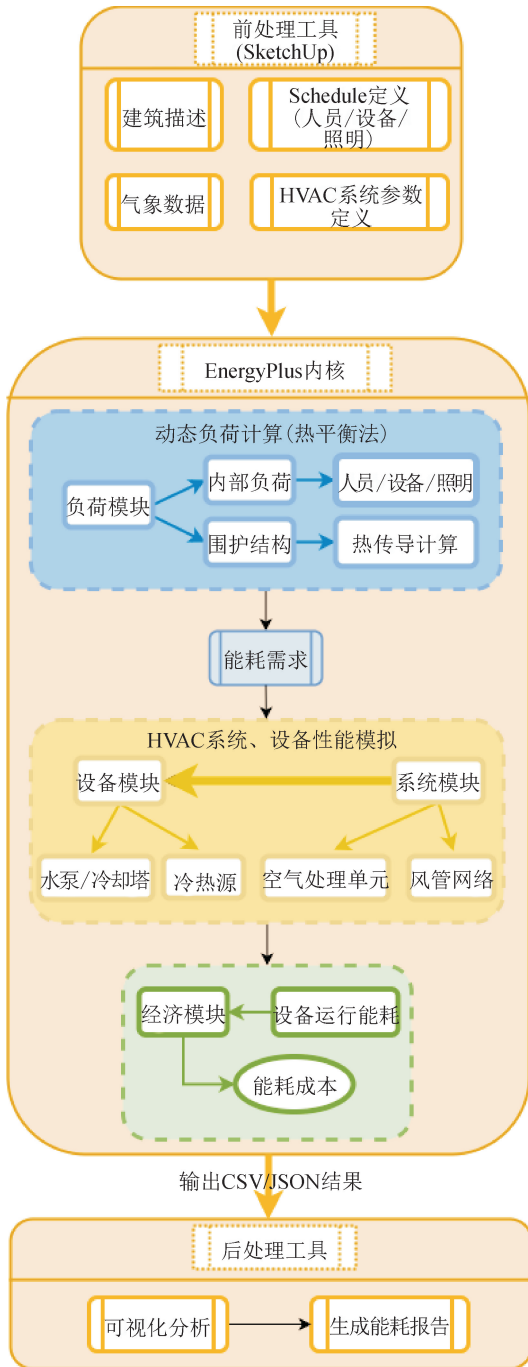 前处理工具
(SketchUp)
建筑描述
Schedule定义
(人员/设备/
照明)
气象数据
HVAC系统参数
定义
EnergyPlus内核
动态负荷计算(热平衡法)
负荷模块
内部负荷
人员/设备/照明
围护结构
热传导计算
能耗需求
HVAC系统、设备性能模拟
设备模块
系统模块
水泵/冷却塔
冷热源
空气处理单元
风管网络
经济模块
设备运行能耗
能耗成本
输出CSV/JSON结果
后处理工具
可视化分析
生成能耗报告